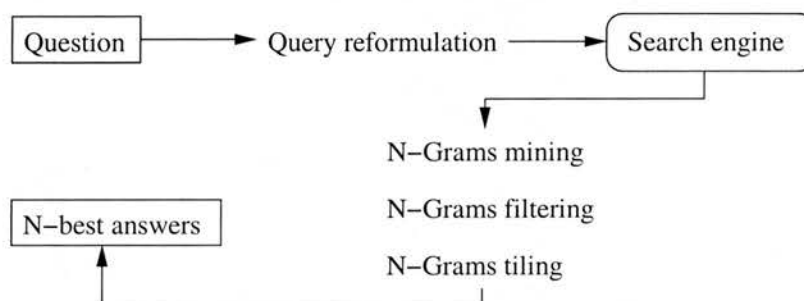 Question
Query reformulation
Search engine
N−Grams mining
N−Grams filtering
N−Grams tiling
N−best answers